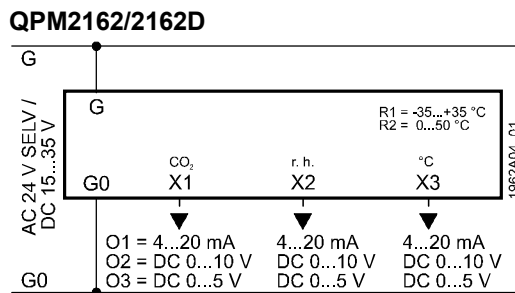 QPM2162/2162D
G
AC 24 V SELV /
DC 15...35 V
G
R1 = -35...+35 °C
R2 = 0...50 °C
CO2 r. h. °C
G0 X1 X2 X3
1962A04_01
O1 = 4...20 mA 4...20 mA 4...20 mA
O2 = DC 0...10 V DC 0...10 V DC 0...10 V
O3 = DC 0...5 V DC 0...5 V DC 0...5 V
G0